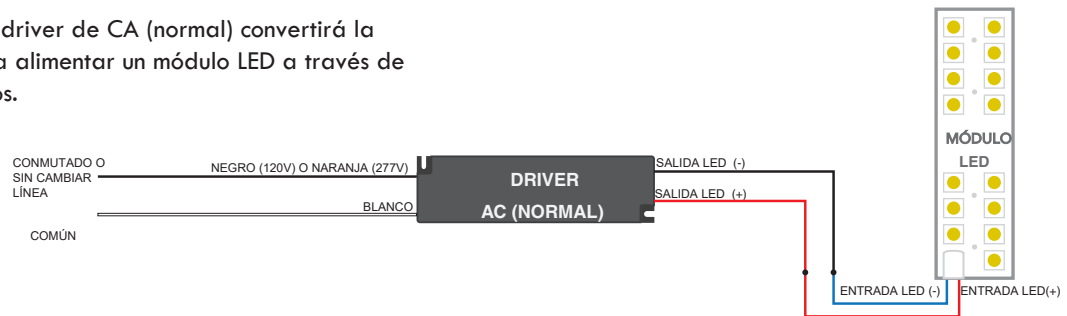 driver de CA (normal) convertirá la
a alimentar un módulo LED a través de
os.
CONMUTADO O
SIN CAMBIAR
LÍNEA
NEGRO (120V) O NARANJA (277V)
BLANCO
COMÚN
DRIVER
AC (NORMAL)
SALIDA LED (-)
SALIDA LED (+)
MÓDULO
LED
ENTRADA LED (-)
ENTRADA LED(+)